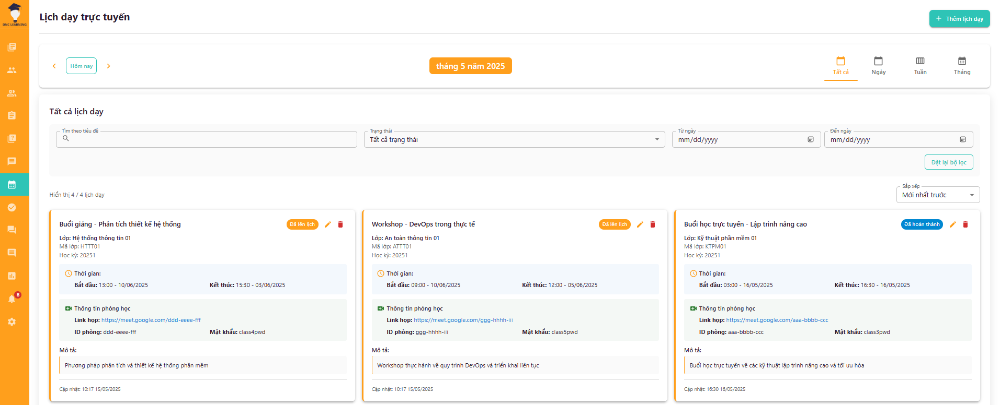 DNC LEARNING
Lịch dạy trực tuyến
Thêm lịch dạy
Hôm nay
tháng 5 năm 2025
Tất cả
Ngày
Tuần
Tháng
Tất cả lịch dạy
Tìm theo tiêu đề
Trạng thái
Tất cả trạng thái
Từ ngày
mm/dd/yyyy
Đến ngày
mm/dd/yyyy
Đặt lại bộ lọc
Hiển thị 4 / 4 lịch dạy
Sắp xếp
Mới nhất trước
8
Buổi giảng - Phân tích thiết kế hệ thống
Đã lên lịch
Lớp: Hệ thống thông tin 01
Mã lớp: HTTT01
Học kỳ: 20251
Thời gian:
Bắt đầu: 13:00 - 10/06/2025 Kết thúc: 15:30 - 03/06/2025
Thông tin phòng học
Link họp: https://meet.google.com/ddd-eeee-fff
ID phòng: ddd-eeee-fff Mật khẩu: class4pwd
Mô tả:
Phương pháp phân tích và thiết kế hệ thống phần mềm
Cập nhật: 10:17 15/05/2025
Workshop - DevOps trong thực tế
Đã lên lịch
Lớp: An toàn thông tin 01
Mã lớp: ATTT01
Học kỳ: 20251
Thời gian:
Bắt đầu: 09:00 - 10/06/2025 Kết thúc: 12:00 - 05/06/2025
Thông tin phòng học
Link họp: https://meet.google.com/ggg-hhhh-iii
ID phòng: ggg-hhhh-iii Mật khẩu: class5pwd
Mô tả:
Workshop thực hành về quy trình DevOps và triển khai liên tục
Cập nhật: 10:17 15/05/2025
Buổi học trực tuyến - Lập trình nâng cao
Đã hoàn thành
Lớp: Kỹ thuật phần mềm 01
Mã lớp: KTPM01
Học kỳ: 20251
Thời gian:
Bắt đầu: 03:00 - 16/05/2025 Kết thúc: 16:30 - 16/05/2025
Thông tin phòng học
Link họp: https://meet.google.com/aaa-bbbb-ccc
ID phòng: aaa-bbbb-ccc Mật khẩu: class3pwd
Mô tả:
Buổi học trực tuyến về các kỹ thuật lập trình nâng cao và tối ưu hóa
Cập nhật: 16:30 16/05/2025